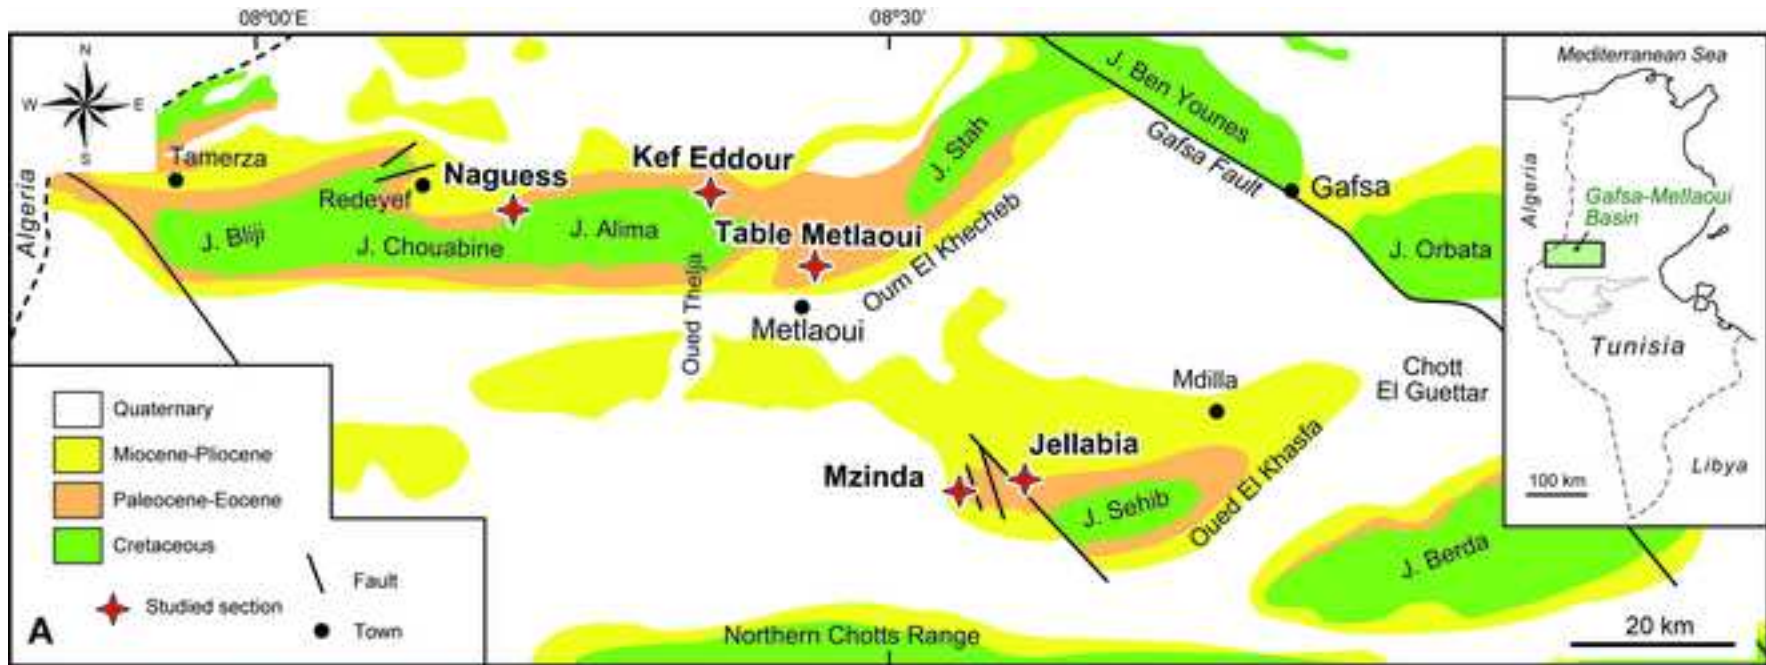 08°00'E
08°30'
N
W
E
S
Algeria
Tamerza
Redeyef
Naguess
Kef Eddour
J. Bliji
J. Chouabine
J. Alima
Table Metlaoui
Oued Thelja
Metlaoui
J. Stah
Oum El Khecheb
J. Ben Younes
Gafsa Fault
Gafsa
J. Orbata
Mdilla
Chott
El Guettar
Jellabia
Mzinda
J. Sehib
Oued El Khasfa
J. Berda
Northern Chotts Range
20 km
Quaternary
Miocene-Pliocene
Paleocene-Eocene
Cretaceous
Studied section
Fault
Town
A
Mediterranean Sea
Algeria
Gafsa-Metlaoui
Basin
Tunisia
Libya
100 km